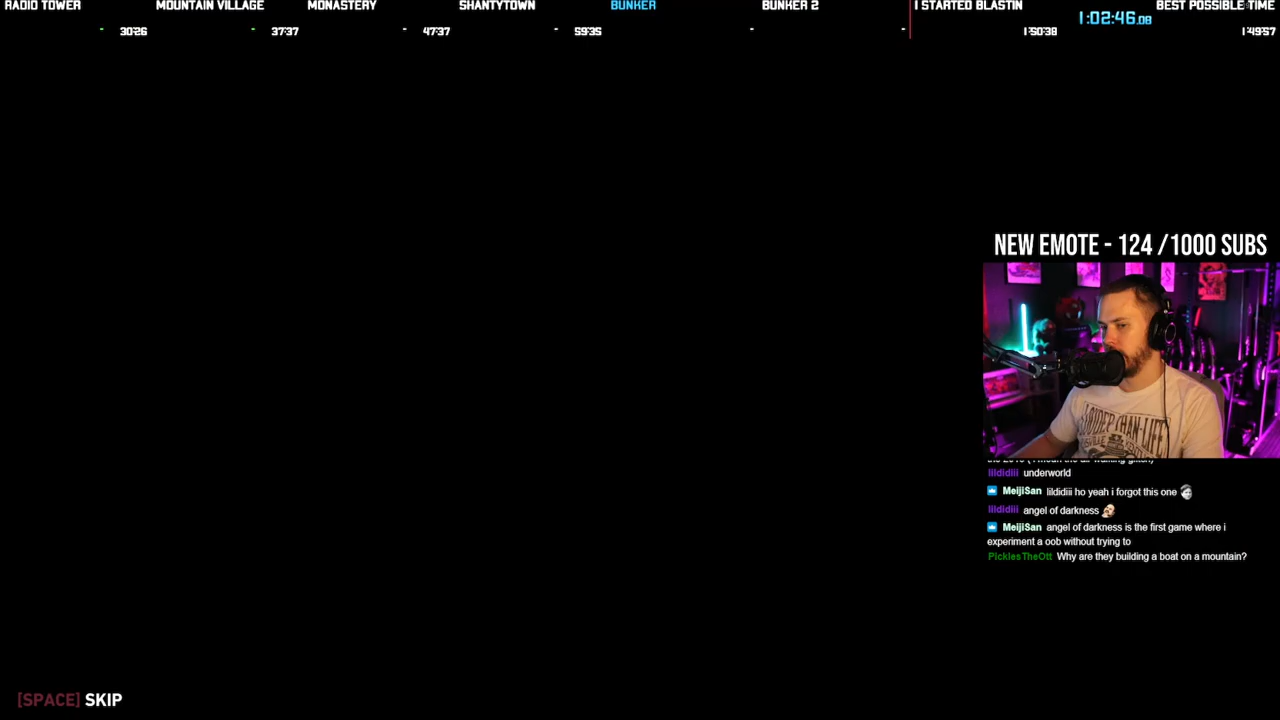 RADIO TOWER MOUNTAIN VILLAGE MONASTERY SHANTYTOWN BUNKER BUNKER 2 I STARTED BLASTIN 1:02:46.08 BEST POSSIBLE TIME
- 30:26 - 37:37 - 47:37 - 59:35 - - 1:50:38 1:49:57
NEW EMOTE - 124 /1000 SUBS
LOUDER THAN LIFE
lildidiii underworld
MeijiSan lildidiii ho yeah i forgot this one
lildidiii angel of darkness
MeijiSan angel of darkness is the first game where i
experiment a oob without trying to
PicklesTheOtt Why are they building a boat on a mountain?
[SPACE] SKIP